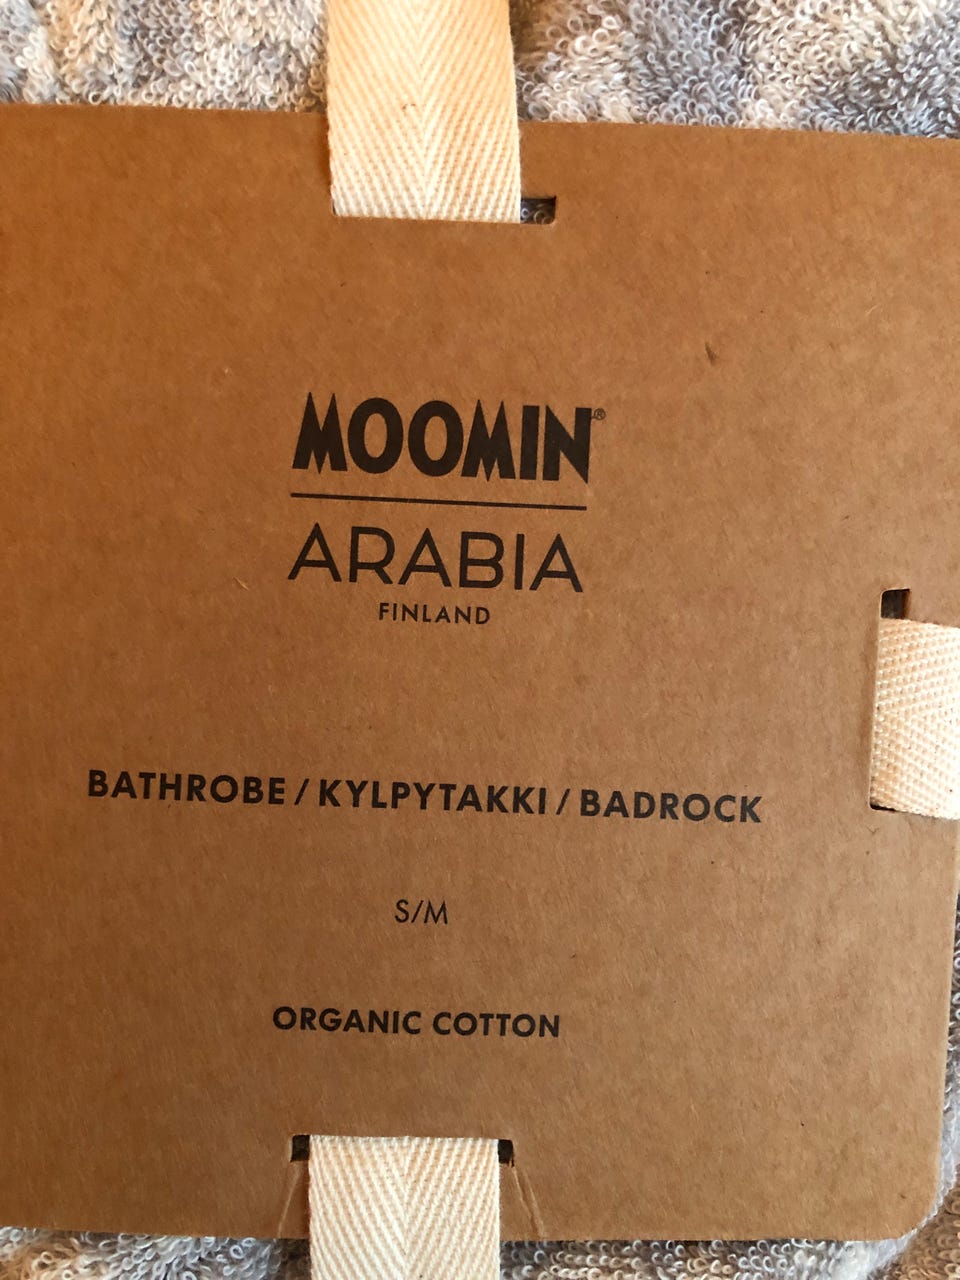 MOOMIN®
ARABIA
FINLAND
BATHROBE / KYLPYTAKKI / BADROCK
S/M
ORGANIC COTTON